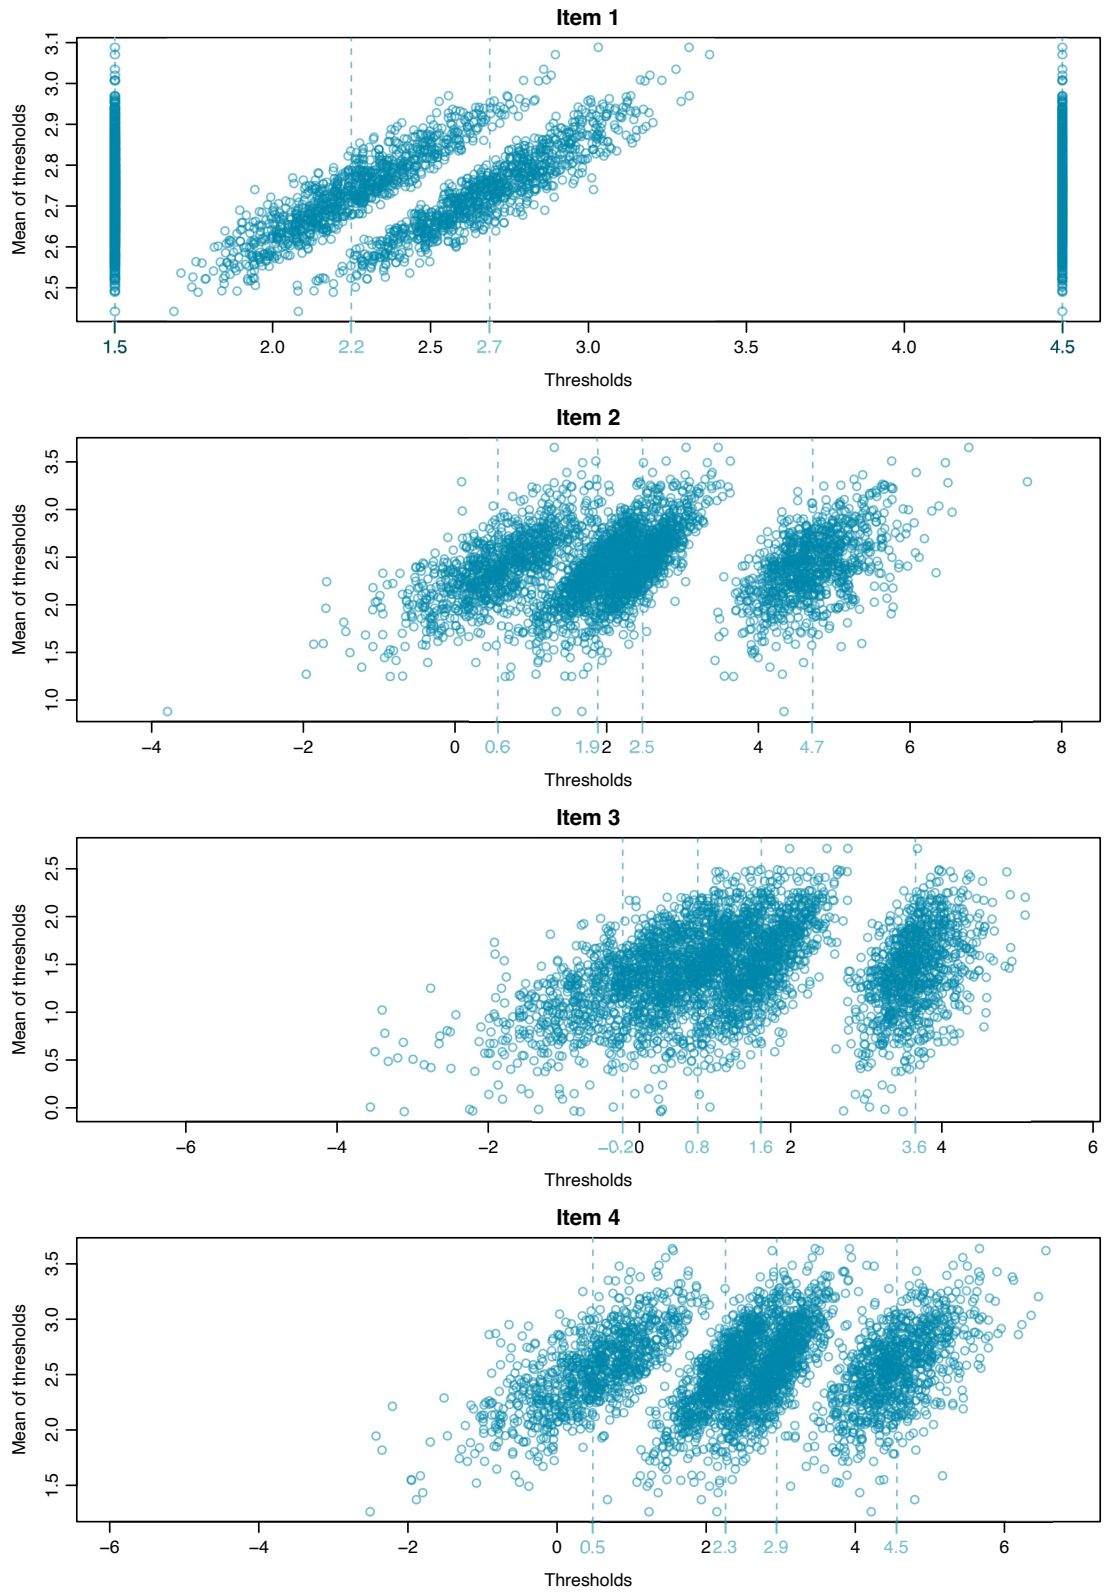 Item 1
Mean of thresholds
3.1
3.0
2.9
2.8
2.7
2.6
2.5
1.5 2.0 2.2 2.5 2.7 3.0 3.5 4.0 4.5
Thresholds
Item 2
Mean of thresholds
3.5
3.0
2.5
2.0
1.5
1.0
−4 −2 0 0.6 1.9 2 2.5 4 4.7 6 8
Thresholds
Item 3
Mean of thresholds
2.5
2.0
1.5
1.0
0.5
0.0
−6 −4 −2 −0.2 0 0.8 1.6 2 3.6 4 6
Thresholds
Item 4
Mean of thresholds
3.5
3.0
2.5
2.0
1.5
−6 −4 −2 0 0.5 2 2.3 2.9 4 4.5 6
Thresholds